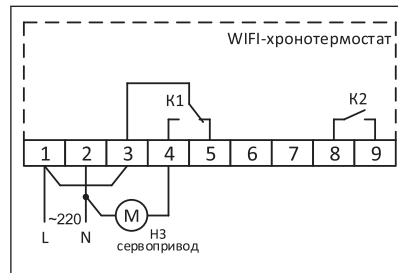 WIFI-хронотермостат
K1
K2
1 2 3 4 5 6 7 8 9
~220
M
L N
НЗ
сервопривод